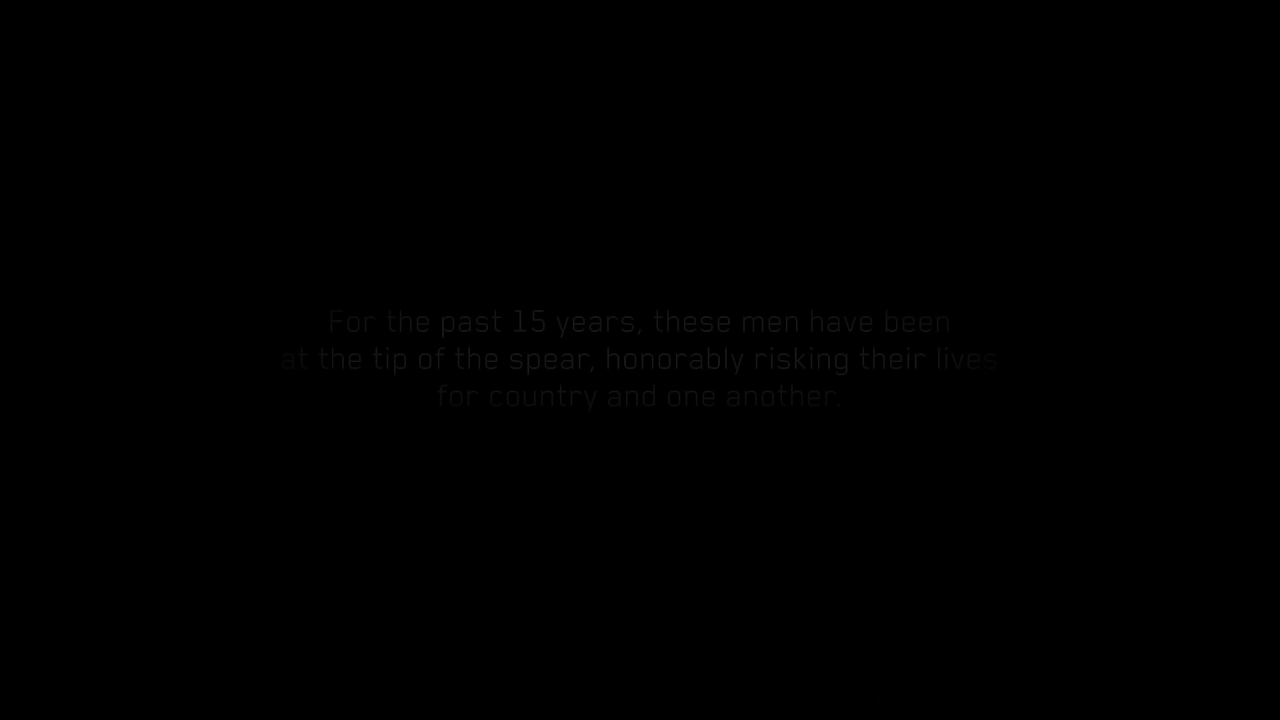 For the past 15 years, these men have been
at the tip of the spear, honorably risking their lives
for country and one another.